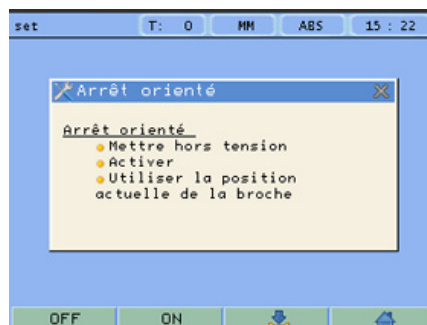 set T: 0 MM ABS 15 : 22
Arrêt orienté
Arrêt orienté
Mettre hors tension
Activer
Utiliser la position
actuelle de la broche
OFF ON